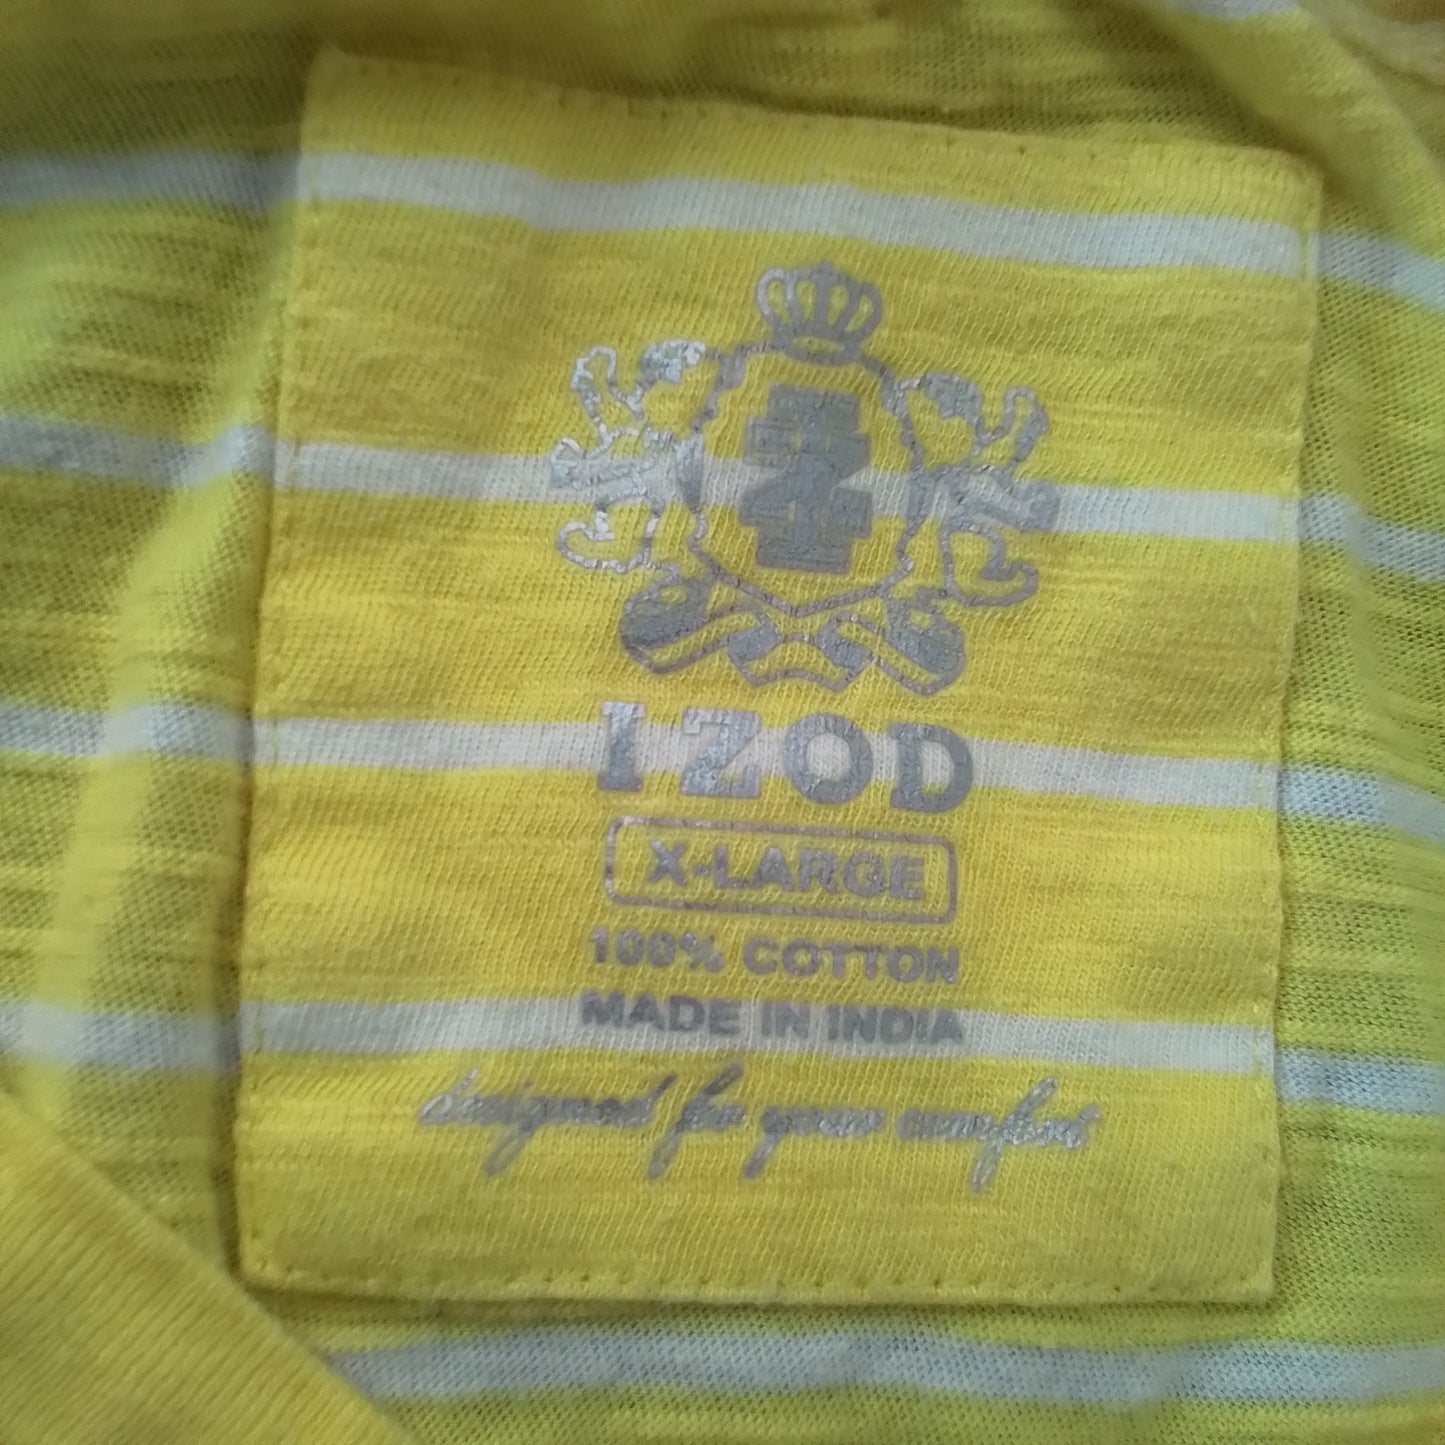 IZOD
X-LARGE
100% COTTON
MADE IN INDIA
designed for your comfort